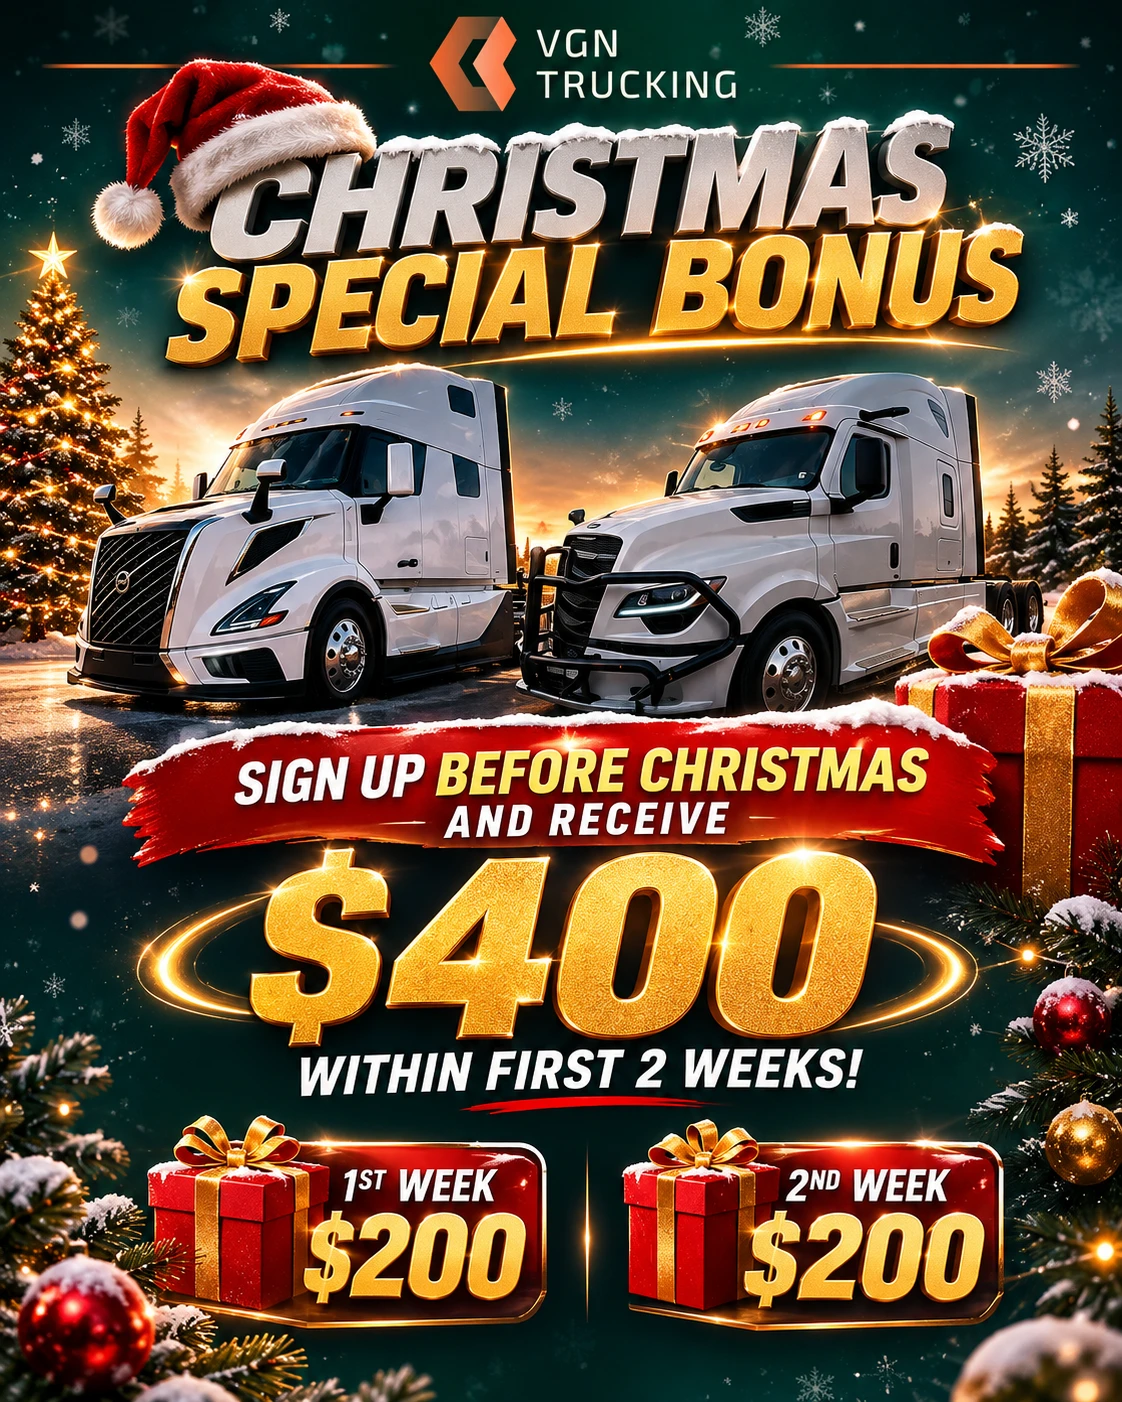 VGN
TRUCKING
CHRISTMAS
SPECIAL BONUS
SIGN UP BEFORE CHRISTMAS
AND RECEIVE
$400
WITHIN FIRST 2 WEEKS!
1ST WEEK
$200
2ND WEEK
$200